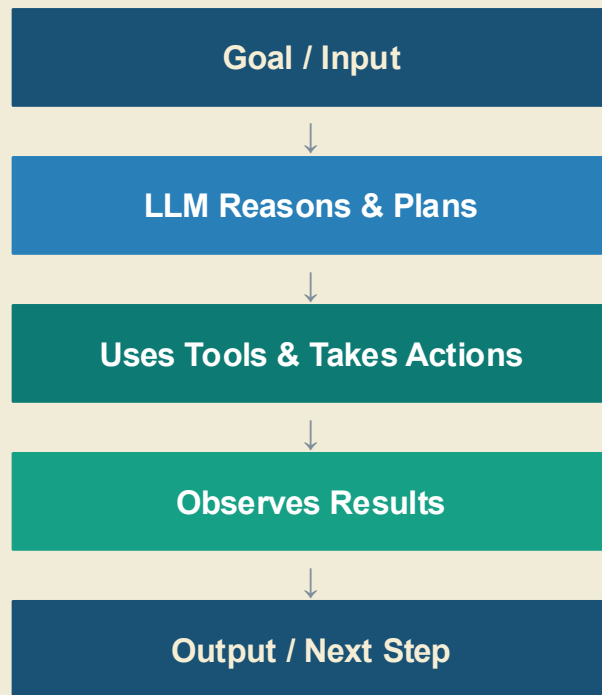 Goal / Input
↓
LLM Reasons & Plans
↓
Uses Tools & Takes Actions
↓
Observes Results
↓
Output / Next Step